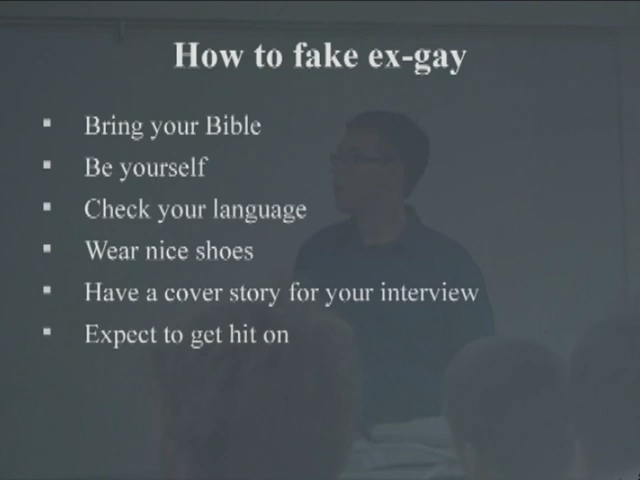 How to fake ex-gay
Bring your Bible
Be yourself
Check your language
Wear nice shoes
Have a cover story for your interview
Expect to get hit on